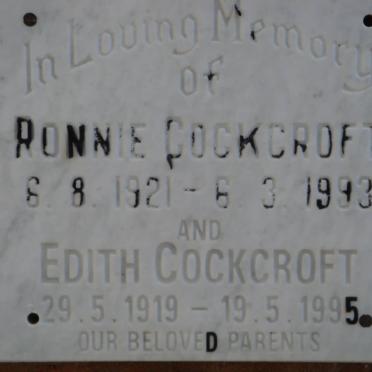 In Loving Memory
of
RONNIE COCKCROFT
6. 8. 1921 - 6. 3. 1993
AND
EDITH COCKCROFT
29.5.1919 - 19.5.1995.
OUR BELOVED PARENTS